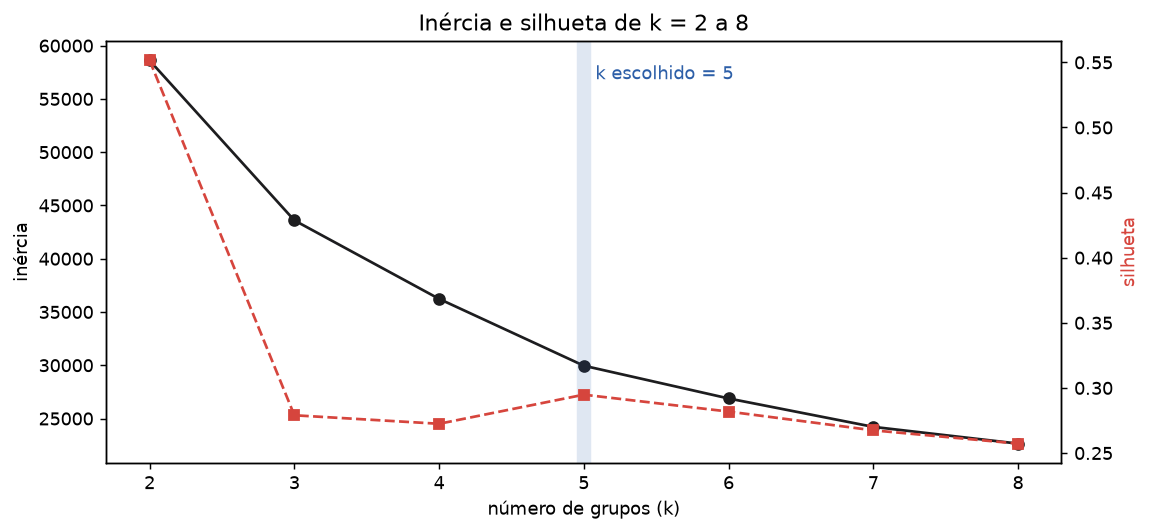 Inércia e silhueta de k = 2 a 8
k escolhido = 5
inércia
60000
55000
50000
45000
40000
35000
30000
25000
silhueta
0.55
0.50
0.45
0.40
0.35
0.30
0.25
2 3 4 5 6 7 8
número de grupos (k)